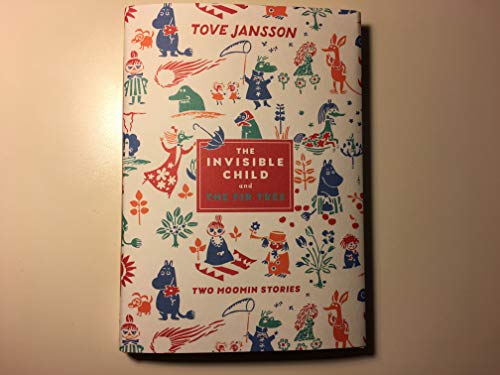 TOVE JANSSON
THE
INVISIBLE
CHILD
and
THE FIR TREE
TWO MOOMIN STORIES